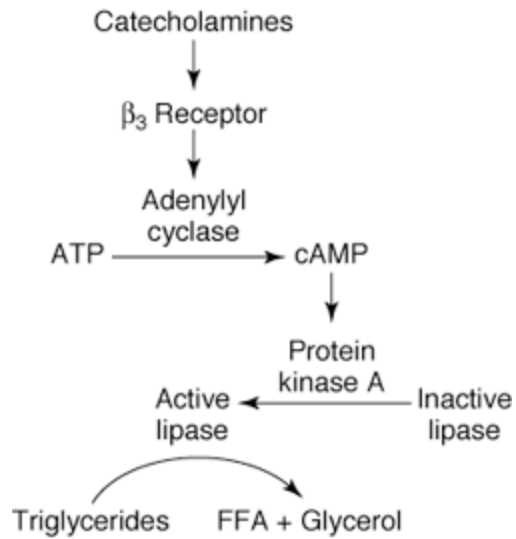 Catecholamines
β₃ Receptor
Adenylyl
cyclase
ATP cAMP
Protein
kinase A
Active Inactive
lipase lipase
Triglycerides FFA + Glycerol